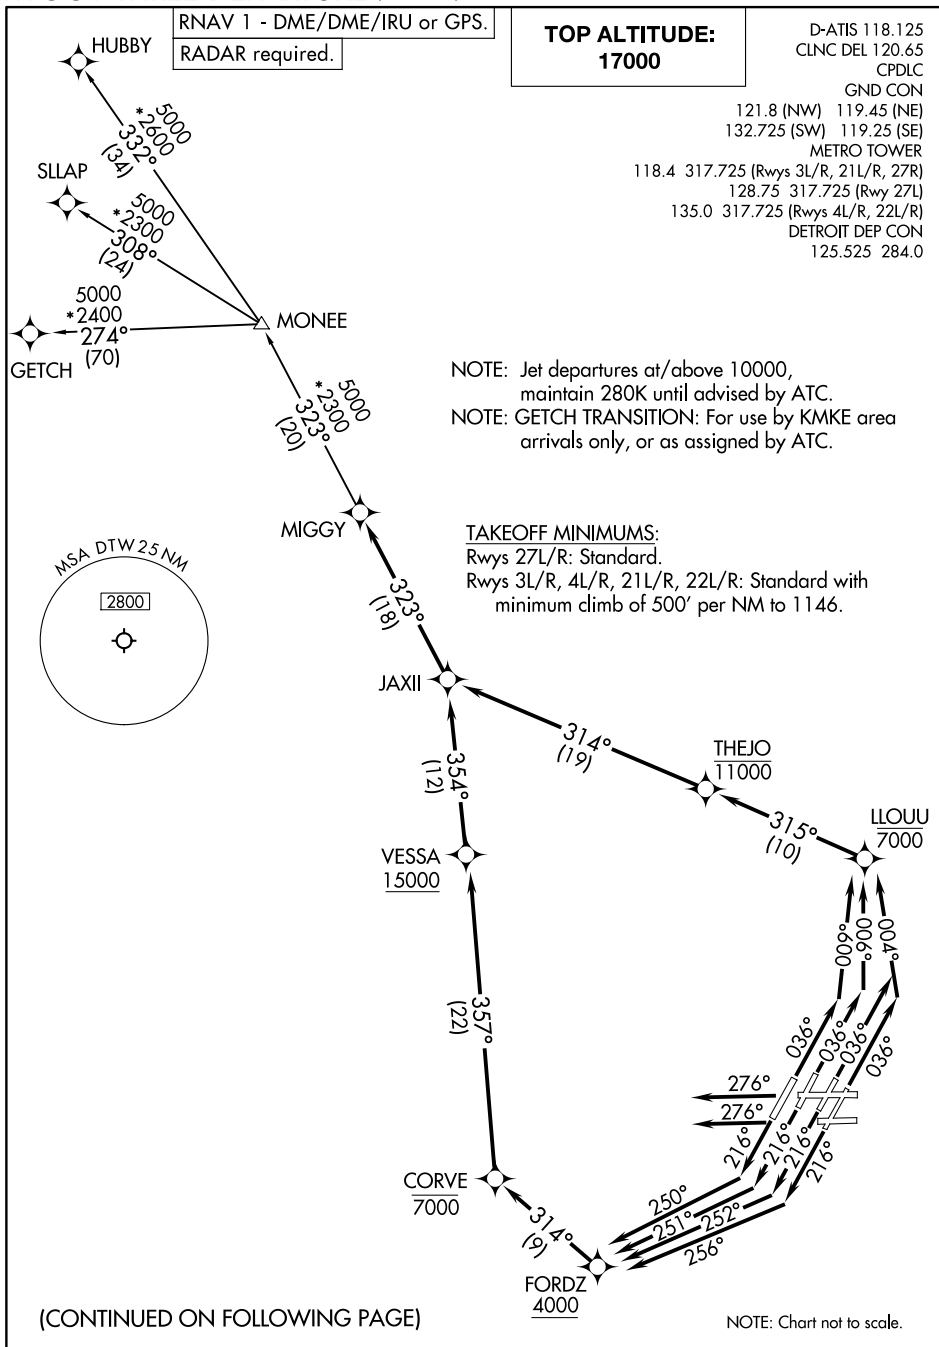 RNAV 1 - DME/DME/IRU or GPS.
RADAR required.
TOP ALTITUDE:
17000
D-ATIS 118.125
CLNC DEL 120.65
CPDLC
GND CON
121.8 (NW) 119.45 (NE)
132.725 (SW) 119.25 (SE)
METRO TOWER
118.4 317.725 (Rwys 3L/R, 21L/R, 27R)
128.75 317.725 (Rwy 27L)
135.0 317.725 (Rwys 4L/R, 22L/R)
DETROIT DEP CON
125.525 284.0
HUBBY
5000
*2600
332°
(34)
SLLAP
5000
*2300
308°
(24)
5000
*2400
274°
(70)
GETCH
MONEE
5000
*2300
323°
(20)
NOTE: Jet departures at/above 10000,
maintain 280K until advised by ATC.
NOTE: GETCH TRANSITION: For use by KMKE area
arrivals only, or as assigned by ATC.
MIGGY
TAKEOFF MINIMUMS:
Rwys 27L/R: Standard.
Rwys 3L/R, 4L/R, 21L/R, 22L/R: Standard with
minimum climb of 500' per NM to 1146.
MSA DTW 25 NM
2800
323°
(18)
JAXII
314°
(19)
THEJO
11000
354°
(12)
315°
(10)
LLOUU
7000
VESSA
15000
009°
006°
004°
357°
(22)
036°
036°
036°
036°
276°
276°
216°
216°
216°
216°
CORVE
7000
314°
(9)
250°
251°
252°
256°
FORDZ
4000
(CONTINUED ON FOLLOWING PAGE)
NOTE: Chart not to scale.